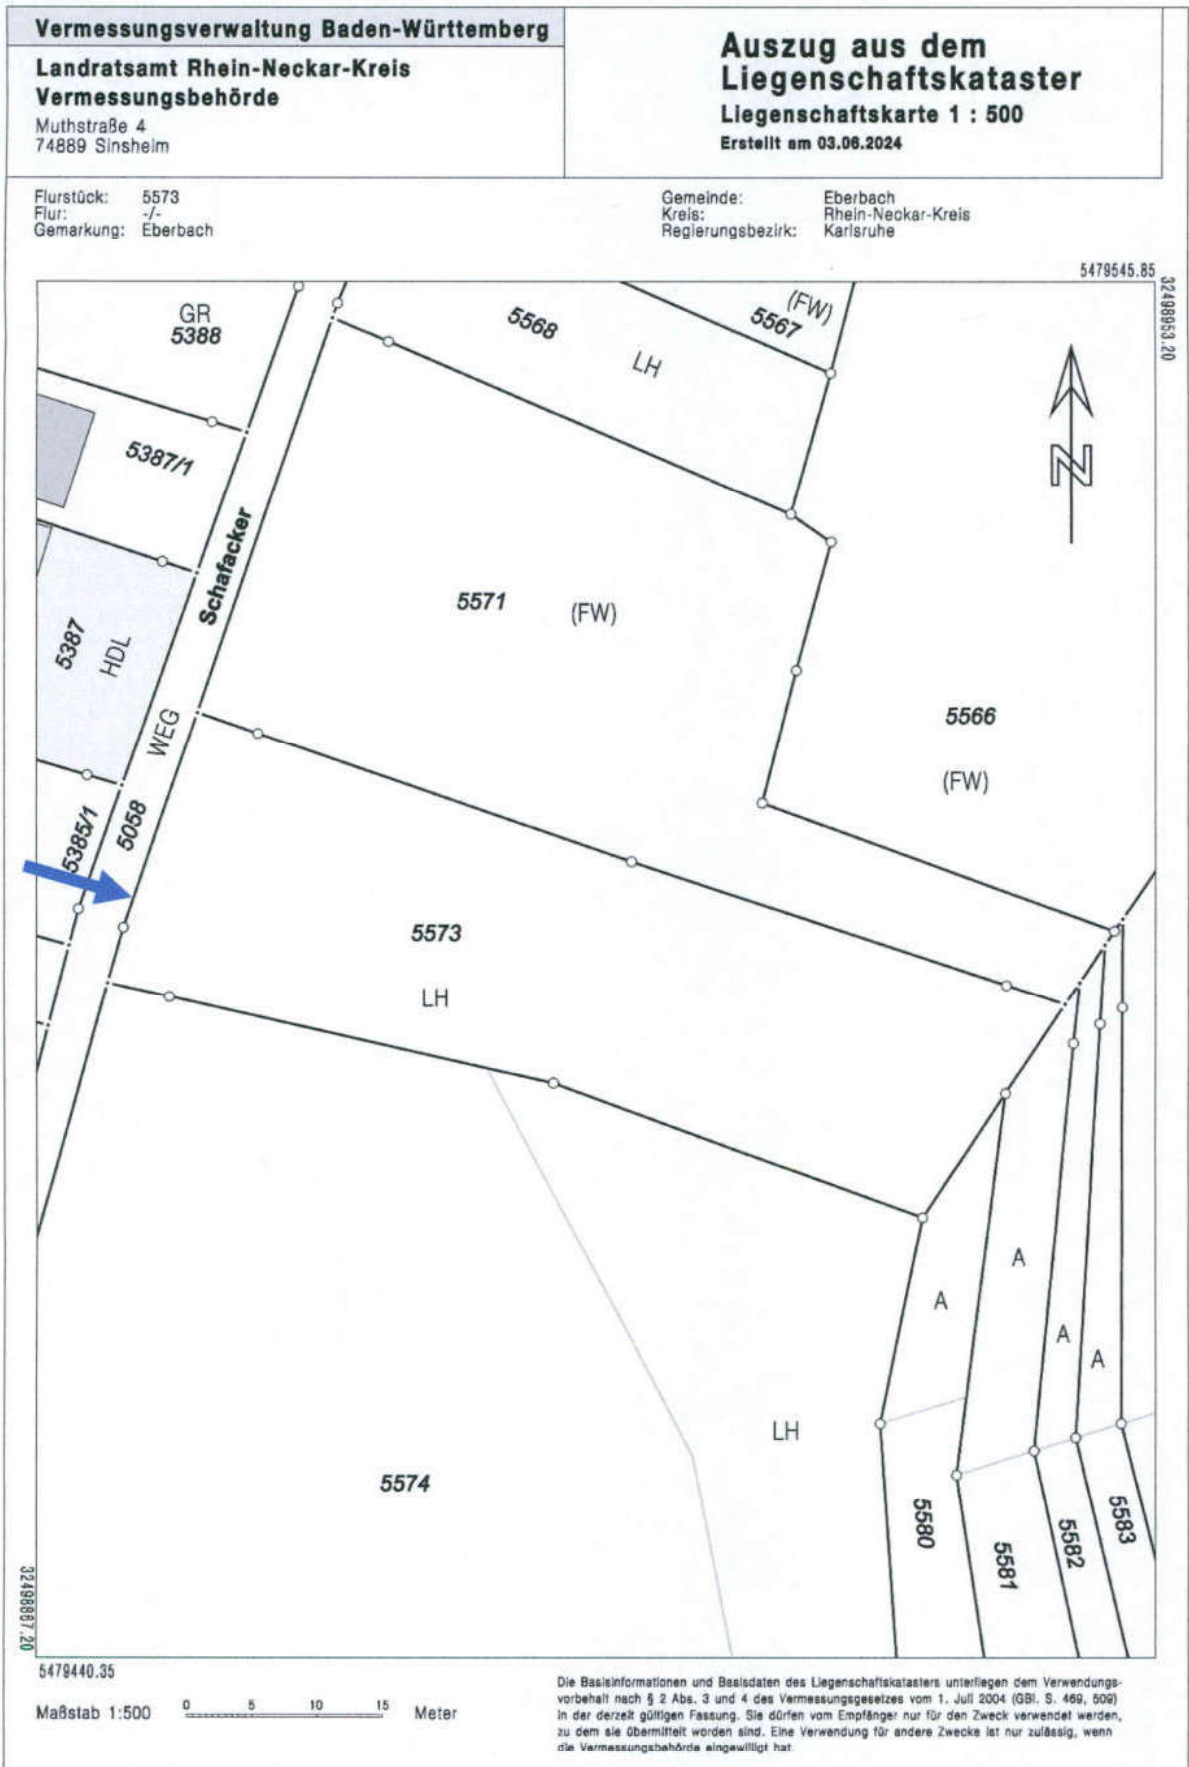 Vermessungsverwaltung Baden-Württemberg
Landratsamt Rhein-Neckar-Kreis
Vermessungsbehörde
Muthstraße 4
74889 Sinsheim
Auszug aus dem
Liegenschaftskataster
Liegenschaftskarte 1 : 500
Erstellt am 03.06.2024
Flurstück: 5573
Flur: -/-
Gemarkung: Eberbach
Gemeinde: Eberbach
Kreis: Rhein-Neckar-Kreis
Regierungsbezirk: Karlsruhe
5479545.85
32498953.20
GR
5388
5568
LH
(FW)
5567
N
5387/1
Schafacker
5571 (FW)
5387
HDL
WEG
5566
(FW)
5385/1
5058
5573
LH
A
A
A
A
LH
5574
5580
5581
5582
5583
32498867.20
5479440.35
Maßstab 1:500 0 5 10 15 Meter
Die Basisinformationen und Basisdaten des Liegenschaftskatasters unterliegen dem Verwendungs-
vorbehalt nach § 2 Abs. 3 und 4 des Vermessungsgesetzes vom 1. Juli 2004 (GBl. S. 469, 509)
in der derzeit gültigen Fassung. Sie dürfen vom Empfänger nur für den Zweck verwendet werden,
zu dem sie übermittelt worden sind. Eine Verwendung für andere Zwecke ist nur zulässig, wenn
die Vermessungsbehörde eingewilligt hat.